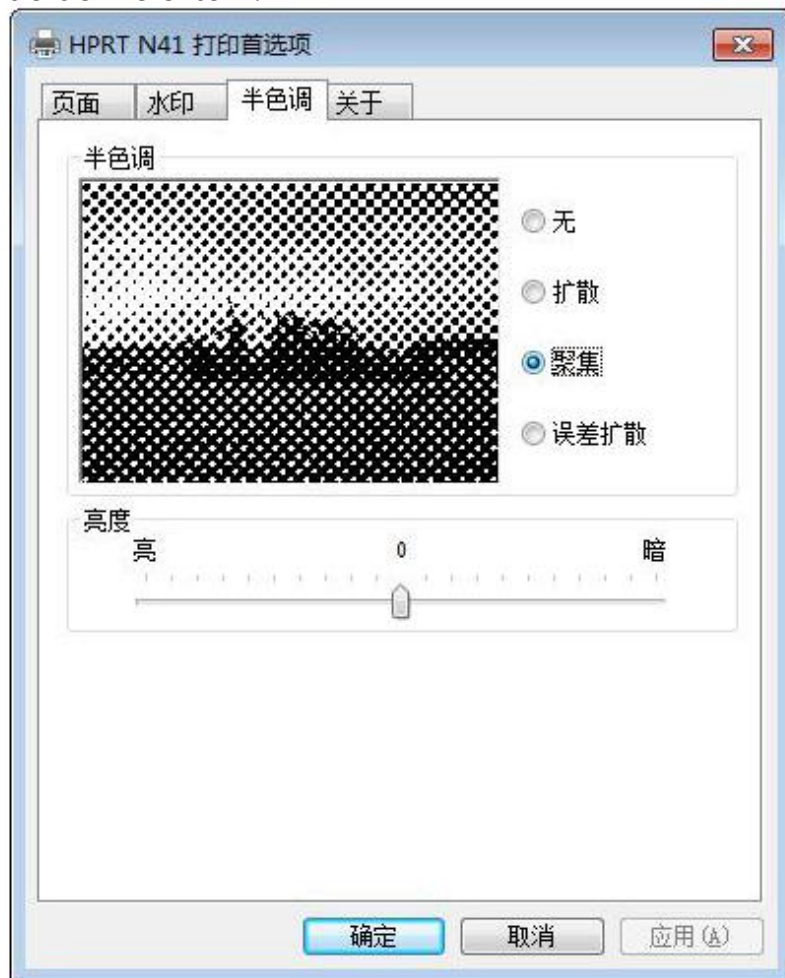 HPRT N41 打印首选项
页面 水印 半色调 关于
半色调
无
扩散
聚焦
误差扩散
亮度
亮 0 暗
确定 取消 应用(A)